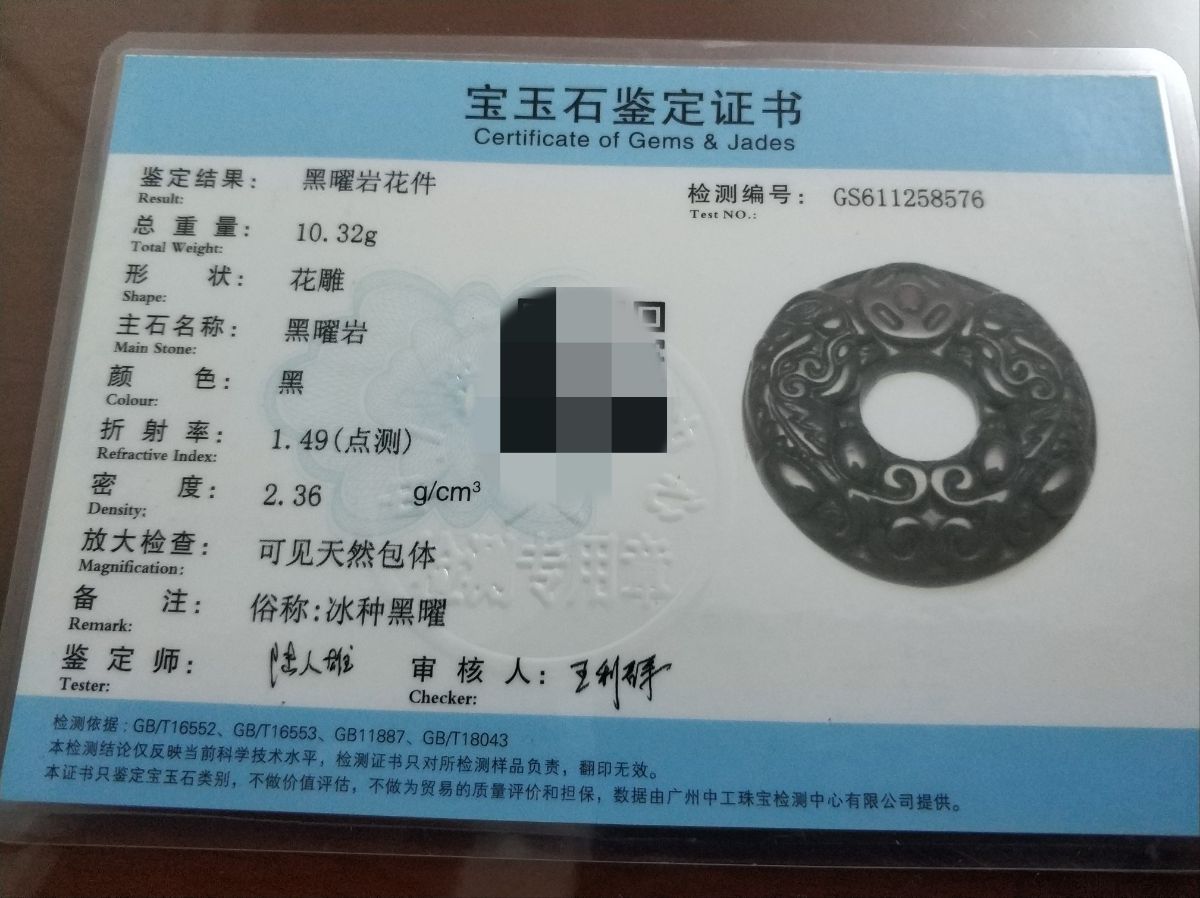 宝玉石鉴定证书
Certificate of Gems & Jades
鉴定结果： 黑曜岩花件
Result:
检测编号： GS611258576
Test NO.:
总重量： 10.32g
Total Weight:
形状： 花雕
Shape:
主石名称： 黑曜岩
Main Stone:
颜色： 黑
Colour:
折射率： 1.49(点测)
Refractive Index:
密度： 2.36 g/cm³
Density:
放大检查： 可见天然包体
Magnification:
备注： 俗称:冰种黑曜
Remark:
鉴定师：
Tester:
审核人： 王利群
Checker:
专用章
检测依据：GB/T16552、GB/T16553、GB11887、GB/T18043
本检测结论仅反映当前科学技术水平，检测证书只对所检测样品负责，翻印无效。
本证书只鉴定宝玉石类别，不做价值评估，不做为贸易的质量评价和担保，数据由广州中工珠宝检测中心有限公司提供。